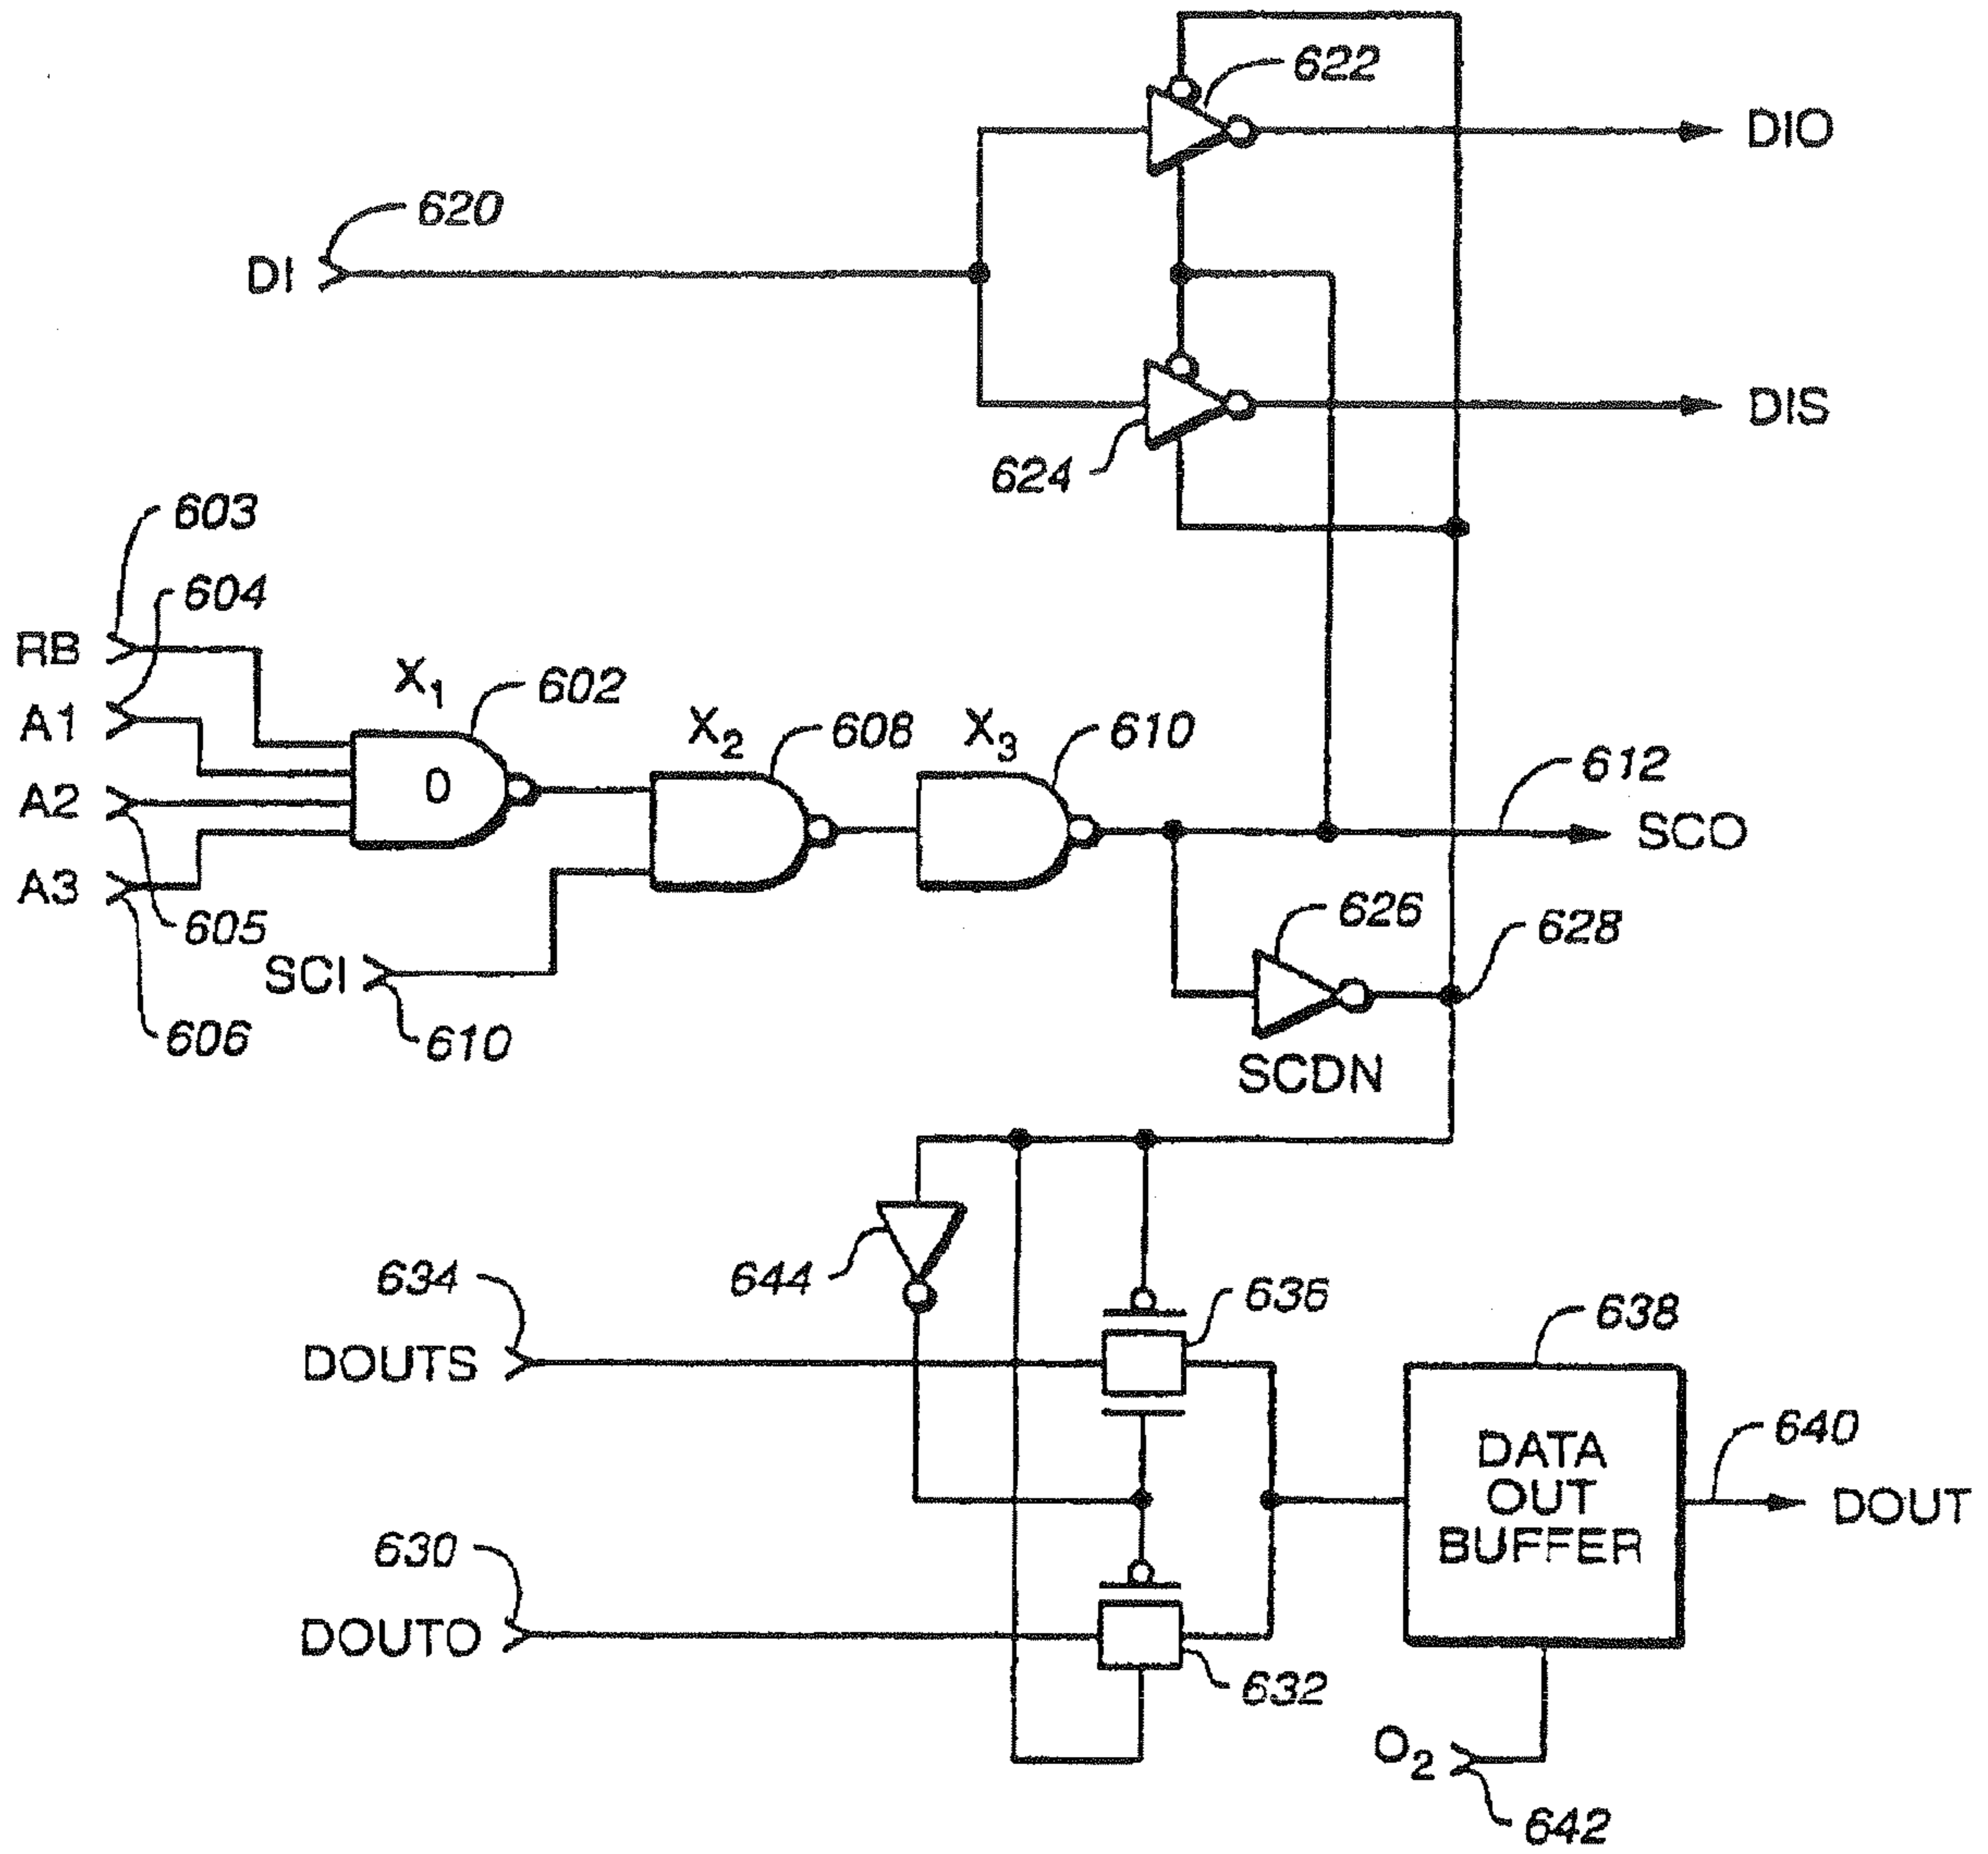 622
DIO
620
DI
DIS
624
603
604
RB
X1
602
A1
X2
608
X3
610
0
612
A2
SCO
A3
605
626
628
SCI
606
610
SCDN
634
644
636
638
DOUTS
640
DATA
OUT
BUFFER
DOUT
630
DOUTO
632
O2
642